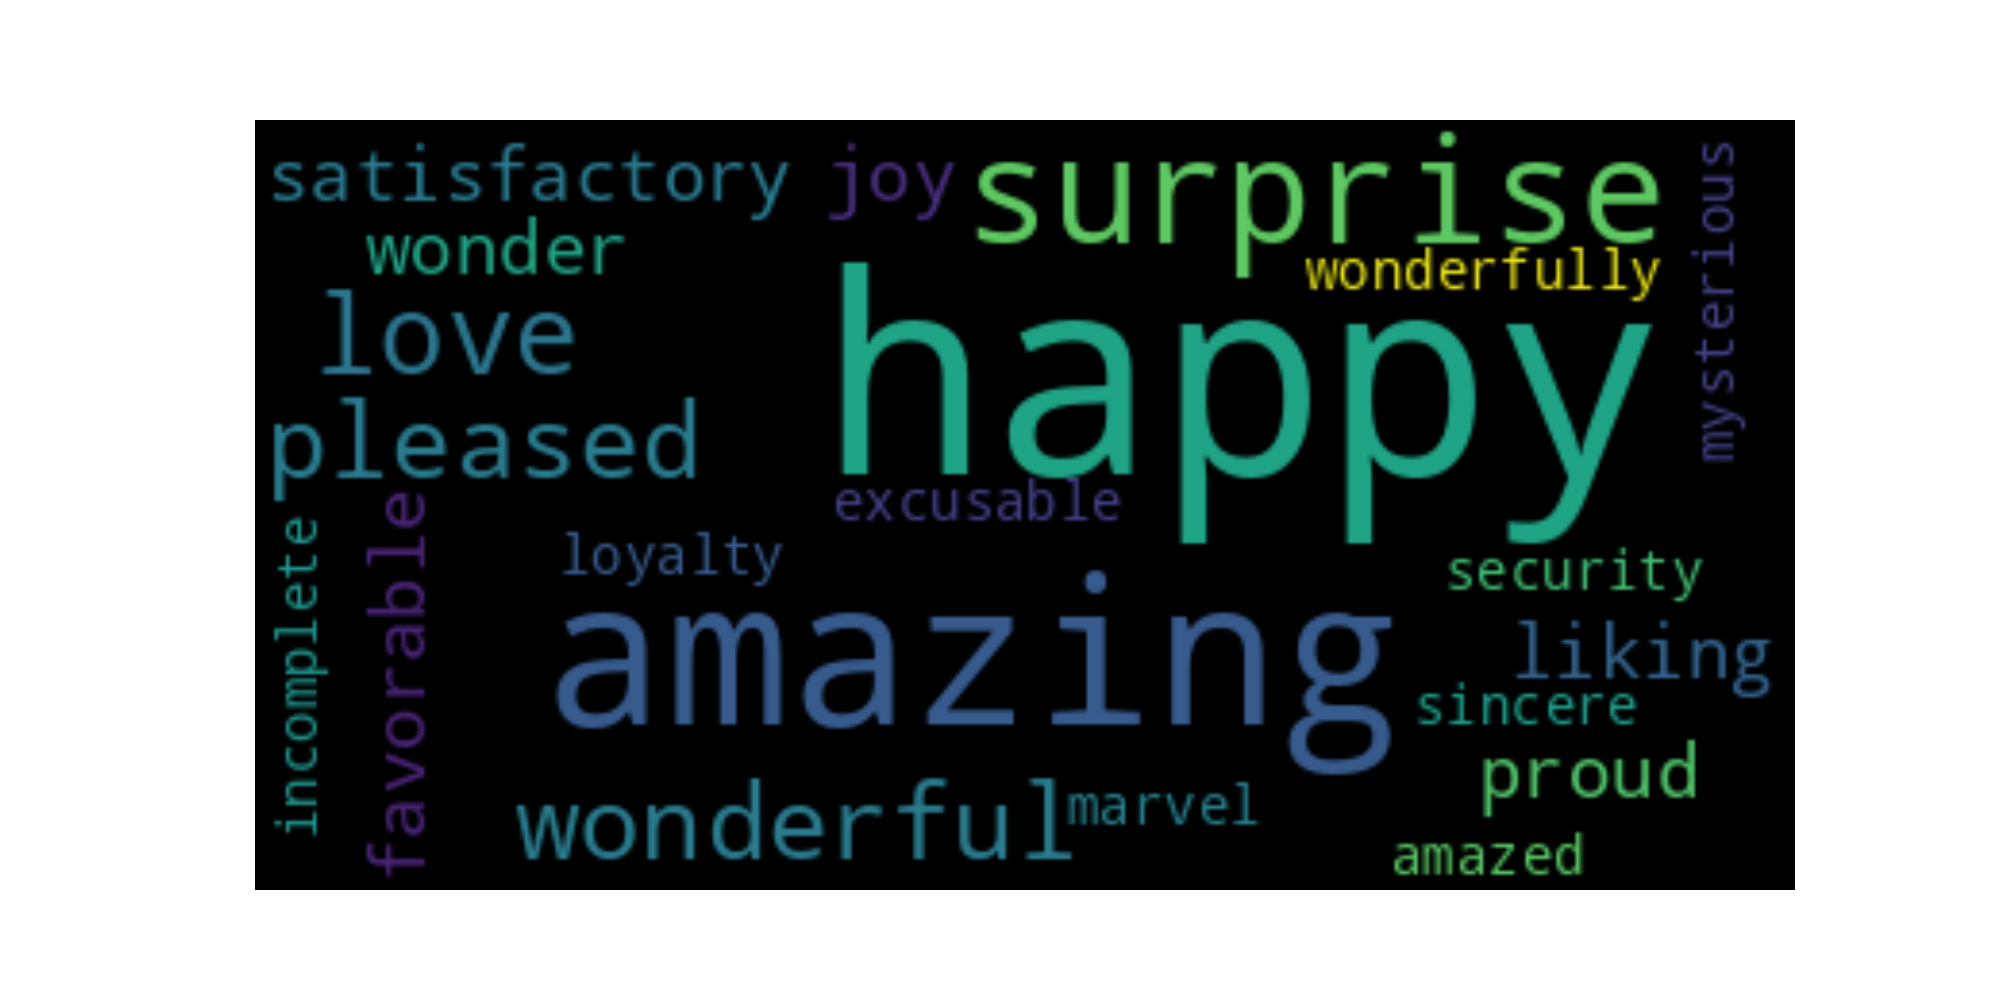 satisfactory
joy
surprise
mysterious
wonder
wonderfully
love
happy
pleased
excusable
incomplete
favorable
loyalty
security
amazing
liking
sincere
proud
wonderful
marvel
amazed